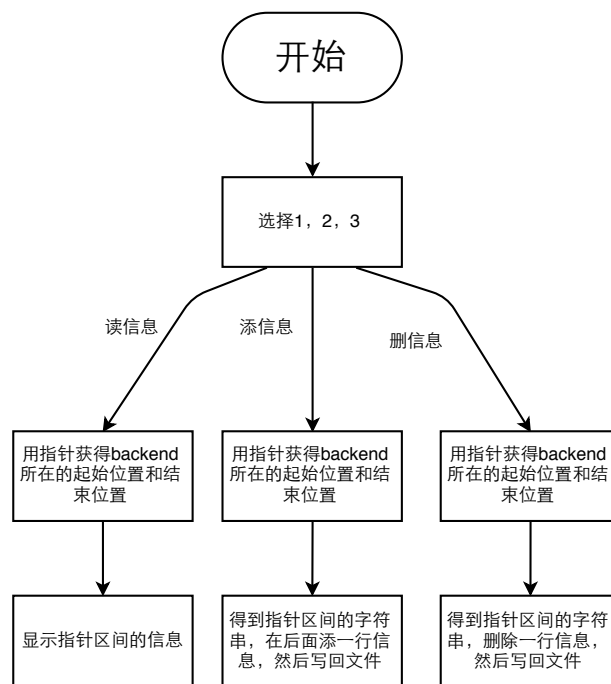 开始
选择1，2，3
读信息
添信息
删信息
用指针获得backend
所在的起始位置和结
束位置
用指针获得backend
所在的起始位置和结
束位置
用指针获得backend
所在的起始位置和结
束位置
显示指针区间的信息
得到指针区间的字符
串，在后面添一行信
息，然后写回文件
得到指针区间的字符
串，删除一行信息，
然后写回文件